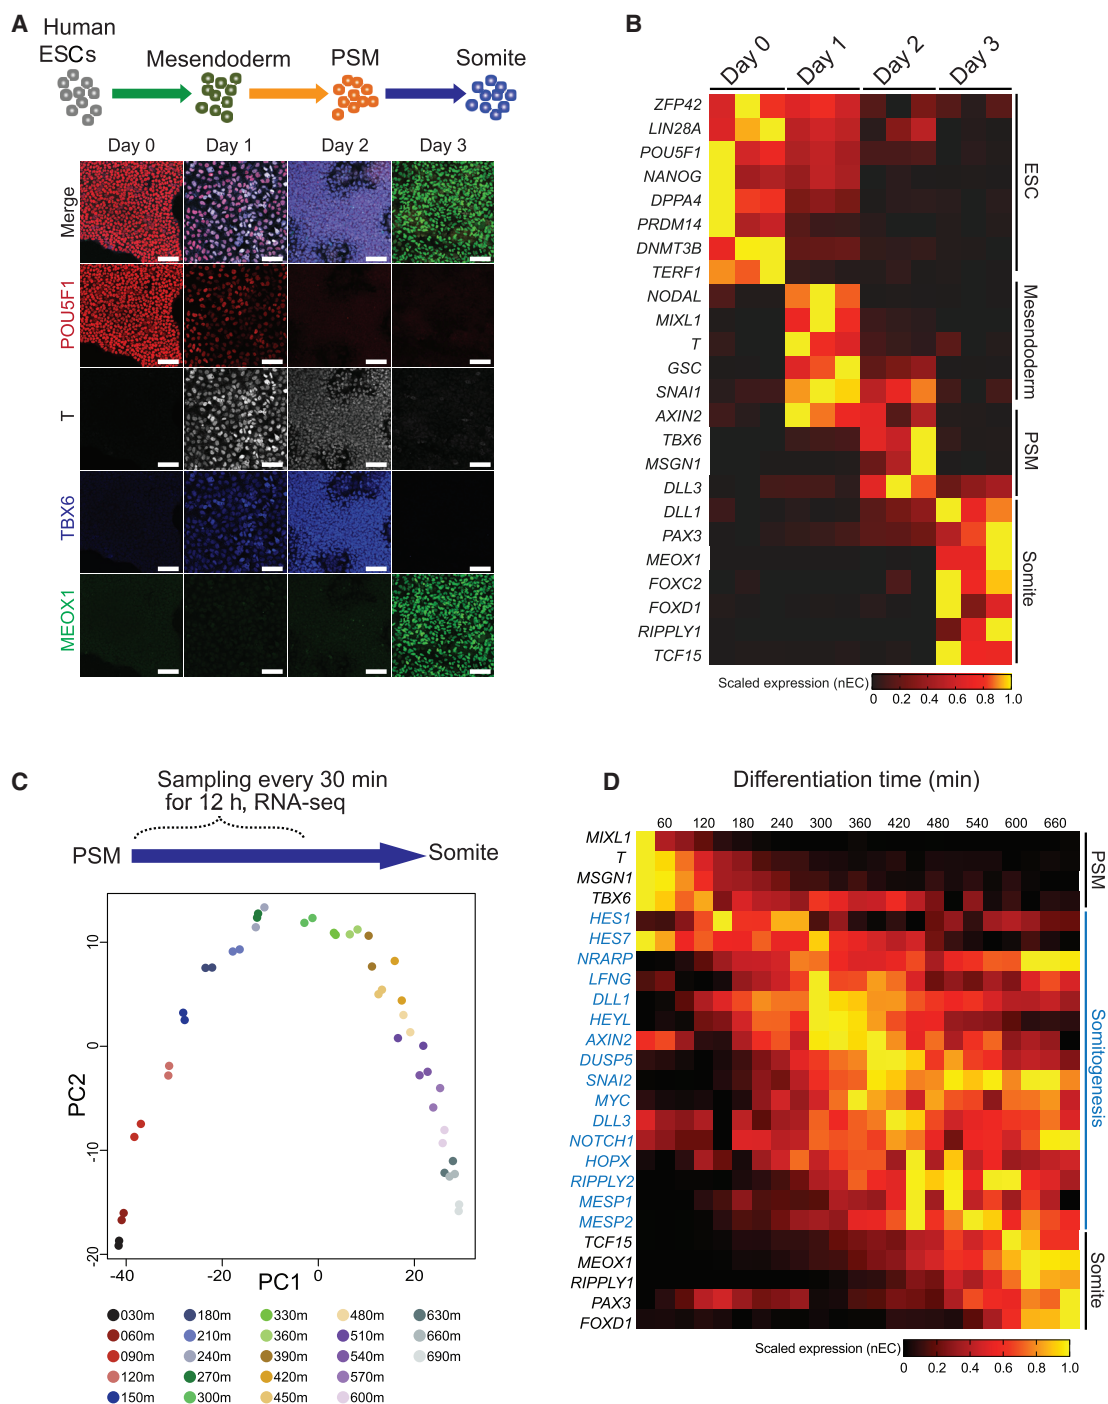 A
Human
ESCs
Mesendoderm
PSM
Somite
Day 0
Day 1
Day 2
Day 3
Merge
POU5F1
T
TBX6
MEOX1
B
Day 0
Day 1
Day 2
Day 3
ZFP42
LIN28A
POU5F1
NANOG
DPPA4
PRDM14
DNMT3B
TERF1
NODAL
MIXL1
T
GSC
SNAI1
AXIN2
TBX6
MSGN1
DLL3
DLL1
PAX3
MEOX1
FOXC2
FOXD1
RIPPLY1
TCF15
ESC
Mesendoderm
PSM
Somite
Scaled expression (nEC)
0 0.2 0.4 0.6 0.8 1.0
C
Sampling every 30 min
for 12 h, RNA-seq
PSM
Somite
PC2
10
0
-10
-20
-40 -20 0 20
PC1
030m 180m 330m 480m 630m
060m 210m 360m 510m 660m
090m 240m 390m 540m 690m
120m 270m 420m 570m
150m 300m 450m 600m
D
Differentiation time (min)
60 120 180 240 300 360 420 480 540 600 660
MIXL1
T
MSGN1
TBX6
HES1
HES7
NRARP
LFNG
DLL1
HEYL
AXIN2
DUSP5
SNAI2
MYC
DLL3
NOTCH1
HOPX
RIPPLY2
MESP1
MESP2
TCF15
MEOX1
RIPPLY1
PAX3
FOXD1
PSM
Somitogenesis
Somite
Scaled expression (nEC)
0 0.2 0.4 0.6 0.8 1.0